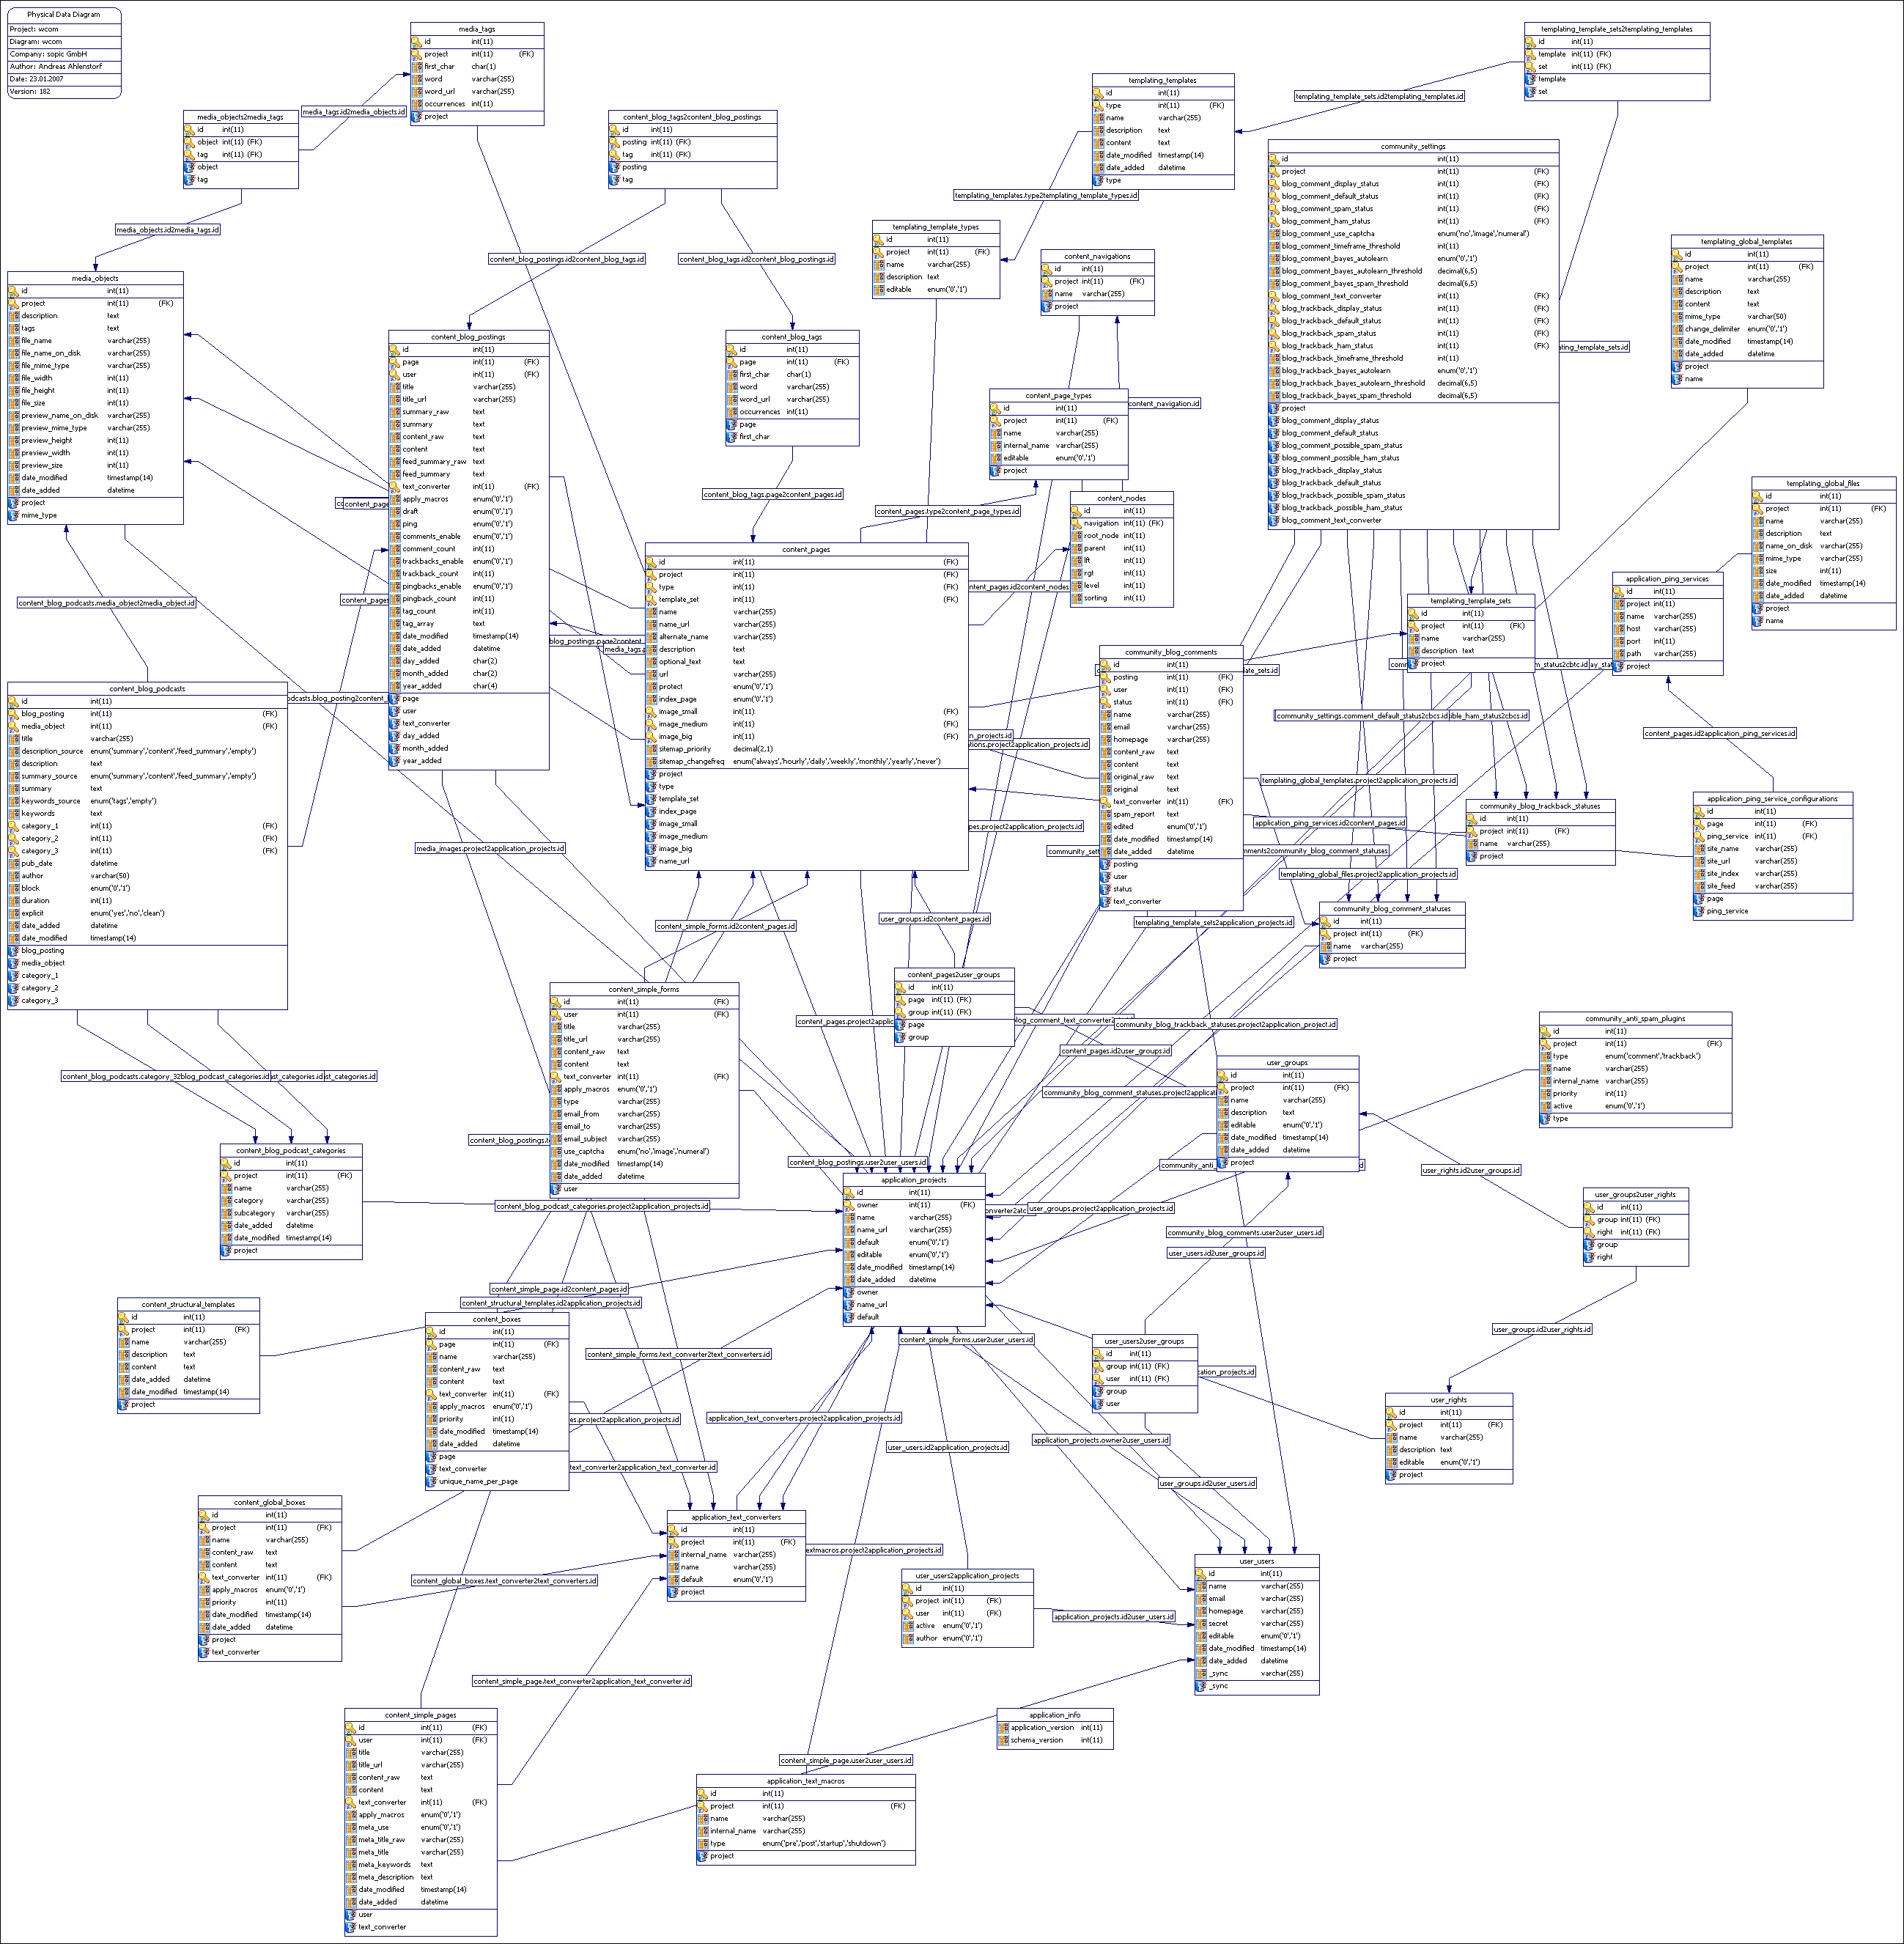 Physical Data Diagram
Project: wcom
Diagram: wcom
Company: sopic GmbH
Author: Andreas Ahlenstorf
Date: 23.01.2007
Version: 182
media_tags
id int(11)
project int(11) (FK)
first_char char(1)
word varchar(255)
word_url varchar(255)
occurrences int(11)
project
templating_template_sets2templating_templates
id int(11)
template int(11) (FK)
set int(11) (FK)
template
set
templating_templates
id int(11)
type int(11) (FK)
name varchar(255)
description text
content text
date_modified timestamp(14)
date_added datetime
type
templating_template_sets.id2templating_templates.id
media_tags.id2media_objects.id
media_objects2media_tags
id int(11)
object int(11) (FK)
tag int(11) (FK)
object
tag
content_blog_tags2content_blog_postings
id int(11)
posting int(11) (FK)
tag int(11) (FK)
posting
tag
community_settings
id int(11)
project int(11) (FK)
blog_comment_display_status int(11) (FK)
blog_comment_default_status int(11) (FK)
blog_comment_spam_status int(11) (FK)
blog_comment_ham_status int(11) (FK)
blog_comment_use_captcha enum('no','image','numeral')
blog_comment_timeframe_threshold int(11)
blog_comment_bayes_autolearn enum('0','1')
blog_comment_bayes_autolearn_threshold decimal(6,5)
blog_comment_bayes_spam_threshold decimal(6,5)
blog_comment_text_converter int(11) (FK)
blog_trackback_display_status int(11) (FK)
blog_trackback_default_status int(11) (FK)
blog_trackback_spam_status int(11) (FK)
blog_trackback_ham_status int(11) (FK)
blog_trackback_timeframe_threshold int(11)
blog_trackback_bayes_autolearn enum('0','1')
blog_trackback_bayes_autolearn_threshold decimal(6,5)
blog_trackback_bayes_spam_threshold decimal(6,5)
project
blog_comment_display_status
blog_comment_default_status
blog_comment_possible_spam_status
blog_comment_possible_ham_status
blog_trackback_display_status
blog_trackback_default_status
blog_trackback_possible_spam_status
blog_trackback_possible_ham_status
blog_comment_text_converter
templating_templates.type2templating_template_types.id
media_objects.id2media_tags.id
content_blog_postings.id2content_blog_tags.id
content_blog_tags.id2content_blog_postings.id
templating_template_types
id int(11)
project int(11) (FK)
name varchar(255)
description text
editable enum('0','1')
content_navigations
id int(11)
project int(11) (FK)
name varchar(255)
project
templating_global_templates
id int(11)
project int(11) (FK)
name varchar(255)
description text
content text
mime_type varchar(50)
change_delimiter enum('0','1')
date_modified timestamp(14)
date_added datetime
project
name
media_objects
id int(11)
project int(11) (FK)
description text
tags text
file_name varchar(255)
file_name_on_disk varchar(255)
file_mime_type varchar(255)
file_width int(11)
file_height int(11)
file_size int(11)
preview_name_on_disk varchar(255)
preview_mime_type varchar(255)
preview_height int(11)
preview_width int(11)
preview_size int(11)
date_modified timestamp(14)
date_added datetime
project
mime_type
content_blog_postings
id int(11)
page int(11) (FK)
user int(11) (FK)
title varchar(255)
title_url varchar(255)
summary_raw text
summary text
content_raw text
content text
feed_summary_raw text
feed_summary text
text_converter int(11) (FK)
apply_macros enum('0','1')
draft enum('0','1')
ping enum('0','1')
comments_enable enum('0','1')
comment_count int(11)
trackbacks_enable enum('0','1')
trackback_count int(11)
pingbacks_enable enum('0','1')
pingback_count int(11)
tag_count int(11)
tag_array text
date_modified timestamp(14)
date_added datetime
day_added char(2)
month_added char(2)
year_added char(4)
page
user
text_converter
day_added
month_added
year_added
content_blog_tags
id int(11)
page int(11) (FK)
first_char char(1)
word varchar(255)
word_url varchar(255)
occurrences int(11)
page
first_char
ting_template_sets.id
content_navigation.id
content_page_types
id int(11)
project int(11) (FK)
name varchar(255)
internal_name varchar(255)
editable enum('0','1')
project
content_blog_tags.page2content_pages.id
content_pages.type2content_page_types.id
content_page
content_nodes
id int(11)
navigation int(11) (FK)
root_node int(11)
parent int(11)
lft int(11)
rgt int(11)
level int(11)
sorting int(11)
templating_global_files
id int(11)
project int(11) (FK)
name varchar(255)
description text
name_on_disk varchar(255)
mime_type varchar(255)
size int(11)
date_modified timestamp(14)
date_added datetime
project
name
content_pages
id int(11) (FK)
project int(11) (FK)
type int(11) (FK)
template_set int(11) (FK)
name varchar(255)
name_url varchar(255)
alternate_name varchar(255)
description text
optional_text text
url varchar(255)
protect enum('0','1')
index_page enum('0','1')
image_small int(11) (FK)
image_medium int(11) (FK)
image_big int(11) (FK)
sitemap_priority decimal(2,1)
sitemap_changefreq enum('always','hourly','daily','weekly','monthly','yearly','never')
project
type
template_set
index_page
image_small
image_medium
image_big
name_url
application_ping_services
id int(11)
project int(11)
name varchar(255)
host varchar(255)
port int(11)
path varchar(255)
project
ntent_pages.id2content_nodes
content_blog_podcasts.media_object2media_object.id
content_pages
templating_template_sets
id int(11)
project int(11) (FK)
name varchar(255)
description text
project
blog_postings.page2content_
media_tags.
m_status2cbtc.id
ate_sets.id
community_blog_comments
id int(11)
posting int(11) (FK)
user int(11) (FK)
status int(11) (FK)
name varchar(255)
email varchar(255)
homepage varchar(255)
content_raw text
content text
original_raw text
original text
text_converter int(11) (FK)
spam_report text
edited enum('0','1')
date_modified timestamp(14)
date_added datetime
posting
user
status
text_converter
content_blog_podcasts
id int(11)
blog_posting int(11) (FK)
media_object int(11) (FK)
title varchar(255)
description_source enum('summary','content','feed_summary','empty')
description text
summary_source enum('summary','content','feed_summary','empty')
summary text
keywords_source enum('tags','empty')
keywords text
category_1 int(11) (FK)
category_2 int(11) (FK)
category_3 int(11) (FK)
pub_date datetime
author varchar(50)
block enum('0','1')
duration int(11)
explicit enum('yes','no','clean')
date_added datetime
date_modified timestamp(14)
blog_posting
media_object
category_1
category_2
category_3
dcasts.blog_posting2content_
community_settings.comment_default_status2cbcs.id
ible_ham_status2cbcs.id
content_pages.id2application_ping_services.id
n_projects.id
tions.project2application_projects.id
templating_global_templates.project2application_projects.id
application_ping_service_configurations
id int(11)
page int(11) (FK)
ping_service int(11) (FK)
site_name varchar(255)
site_url varchar(255)
site_index varchar(255)
site_feed varchar(255)
page
ping_service
community_blog_trackback_statuses
id int(11)
project int(11) (FK)
name varchar(255)
project
application_ping_services.id2content_pages.id
pes.project2application_projects.id
media_images.project2application_projects.id
community_set
ments2community_blog_comment_statuses
templating_global_files.project2application_projects.id
community_blog_comment_statuses
id int(11)
project int(11) (FK)
name varchar(255)
project
user_groups.id2content_pages.id
content_simple_forms.id2content_pages.id
templating_template_sets2application_projects.id
content_pages2user_groups
id int(11)
page int(11) (FK)
group int(11) (FK)
page
group
content_simple_forms
id int(11) (FK)
user int(11) (FK)
title varchar(255)
title_url varchar(255)
content_raw text
content text
text_converter int(11) (FK)
apply_macros enum('0','1')
type varchar(255)
email_from varchar(255)
email_to varchar(255)
email_subject varchar(255)
use_captcha enum('no','image','numeral')
date_modified timestamp(14)
date_added datetime
user
content_pages.project2applic
blog_comment_text_converter2
community_blog_trackback_statuses.project2application_project.id
content_pages.id2user_groups.id
community_anti_spam_plugins
id int(11)
project int(11) (FK)
type enum('comment','trackback')
name varchar(255)
internal_name varchar(255)
priority int(11)
active enum('0','1')
type
user_groups
id int(11)
project int(11) (FK)
name varchar(255)
description text
editable enum('0','1')
date_modified timestamp(14)
date_added datetime
project
content_blog_podcasts.category_32blog_podcast_categories.id
st_categories.id
st_categories.id
community_blog_comment_statuses.project2applicati
content_blog_podcast_categories
id int(11)
project int(11) (FK)
name varchar(255)
category varchar(255)
subcategory varchar(255)
date_added datetime
date_modified timestamp(14)
project
content_blog_postings.t
content_blog_postings.user2user_users.id
community_anti_
user_rights.id2user_groups.id
application_projects
id int(11)
owner int(11) (FK)
name varchar(255)
name_url varchar(255)
default enum('0','1')
editable enum('0','1')
date_modified timestamp(14)
date_added datetime
owner
name_url
default
user_groups2user_rights
id int(11)
group int(11) (FK)
right int(11) (FK)
group
right
content_blog_podcast_categories.project2application_projects.id
onverter2atc
user_groups.project2application_projects.id
community_blog_comments.user2user_users.id
user_users.id2user_groups.id
content_simple_page.id2content_pages.id
content_structural_templates.id2application_projects.id
content_structural_templates
id int(11)
project int(11) (FK)
name varchar(255)
description text
content text
date_added datetime
date_modified timestamp(14)
project
content_boxes
id int(11)
page int(11) (FK)
name varchar(255)
content_raw text
content text
text_converter int(11) (FK)
apply_macros enum('0','1')
priority int(11)
date_modified timestamp(14)
date_added datetime
page
text_converter
unique_name_per_page
user_groups.id2user_rights.id
content_simple_forms.user2user_users.id
content_simple_forms.text_converter2text_converters.id
user_users2user_groups
id int(11)
group int(11) (FK)
user int(11) (FK)
group
user
cation_projects.id
user_rights
id int(11)
project int(11) (FK)
name varchar(255)
description text
editable enum('0','1')
project
es.project2application_projects.id
application_text_converters.project2application_projects.id
user_users.id2application_projects.id
application_projects.owner2user_users.id
text_converter2application_text_converter.id
user_groups.id2user_users.id
content_global_boxes
id int(11)
project int(11) (FK)
name varchar(255)
content_raw text
content text
text_converter int(11) (FK)
apply_macros enum('0','1')
priority int(11)
date_modified timestamp(14)
date_added datetime
project
text_converter
application_text_converters
id int(11)
project int(11) (FK)
internal_name varchar(255)
name varchar(255)
default enum('0','1')
project
extmacros.project2application_projects.id
content_global_boxes.text_converter2text_converters.id
user_users2application_projects
id int(11)
project int(11) (FK)
user int(11) (FK)
active enum('0','1')
author enum('0','1')
application_projects.id2user_users.id
user_users
id int(11)
name varchar(255)
email varchar(255)
homepage varchar(255)
secret varchar(255)
editable enum('0','1')
date_modified timestamp(14)
date_added datetime
_sync varchar(255)
_sync
content_simple_page.text_converter2application_text_converter.id
content_simple_pages
id int(11) (FK)
user int(11) (FK)
title varchar(255)
title_url varchar(255)
content_raw text
content text
text_converter int(11) (FK)
apply_macros enum('0','1')
meta_use enum('0','1')
meta_title_raw varchar(255)
meta_title varchar(255)
meta_keywords text
meta_description text
date_modified timestamp(14)
date_added datetime
user
text_converter
application_info
application_version int(11)
schema_version int(11)
content_simple_page.user2user_users.id
application_text_macros
id int(11)
project int(11) (FK)
name varchar(255)
internal_name varchar(255)
type enum('pre','post','startup','shutdown')
project